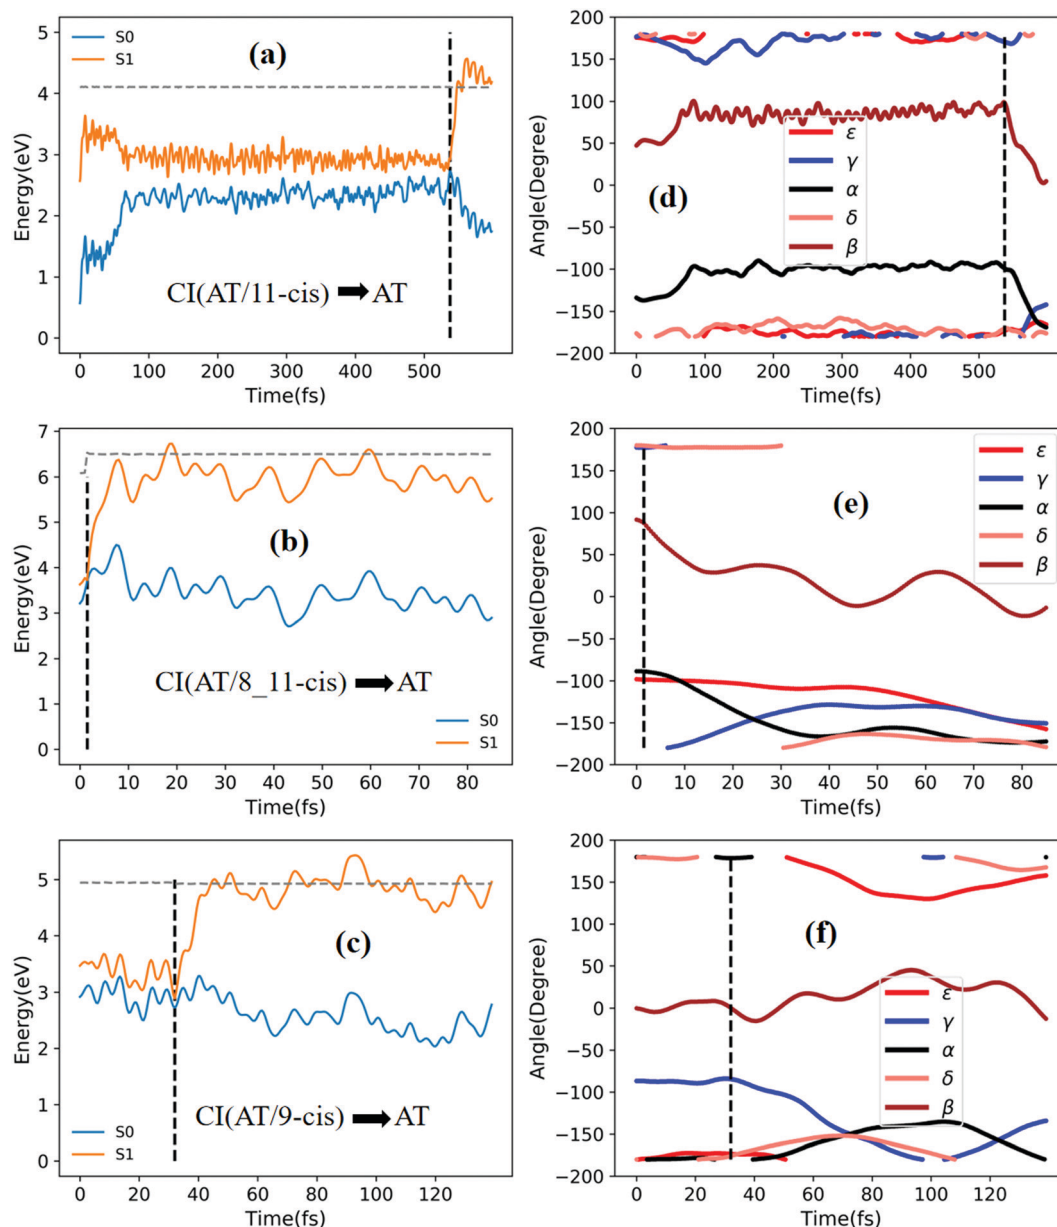 S0
S1
(a)
CI(AT/11-cis) → AT
Energy(eV)
5
4
3
2
1
0
0 100 200 300 400 500
Time(fs)
(d)
ε
γ
α
δ
β
Angle(Degree)
200
150
100
50
0
−50
−100
−150
−200
0 100 200 300 400 500
Time(fs)
(b)
CI(AT/8_11-cis) → AT
S0
S1
Energy(eV)
7
6
5
4
3
2
1
0
0 10 20 30 40 50 60 70 80
Time(fs)
(e)
ε
γ
α
δ
β
Angle(Degree)
200
150
100
50
0
−50
−100
−150
−200
0 10 20 30 40 50 60 70 80
Time(fs)
(c)
CI(AT/9-cis) → AT
S0
S1
Energy(eV)
5
4
3
2
1
0
0 20 40 60 80 100 120
Time(fs)
(f)
ε
γ
α
δ
β
Angle(Degree)
200
150
100
50
0
−50
−100
−150
−200
0 20 40 60 80 100 120
Time(fs)